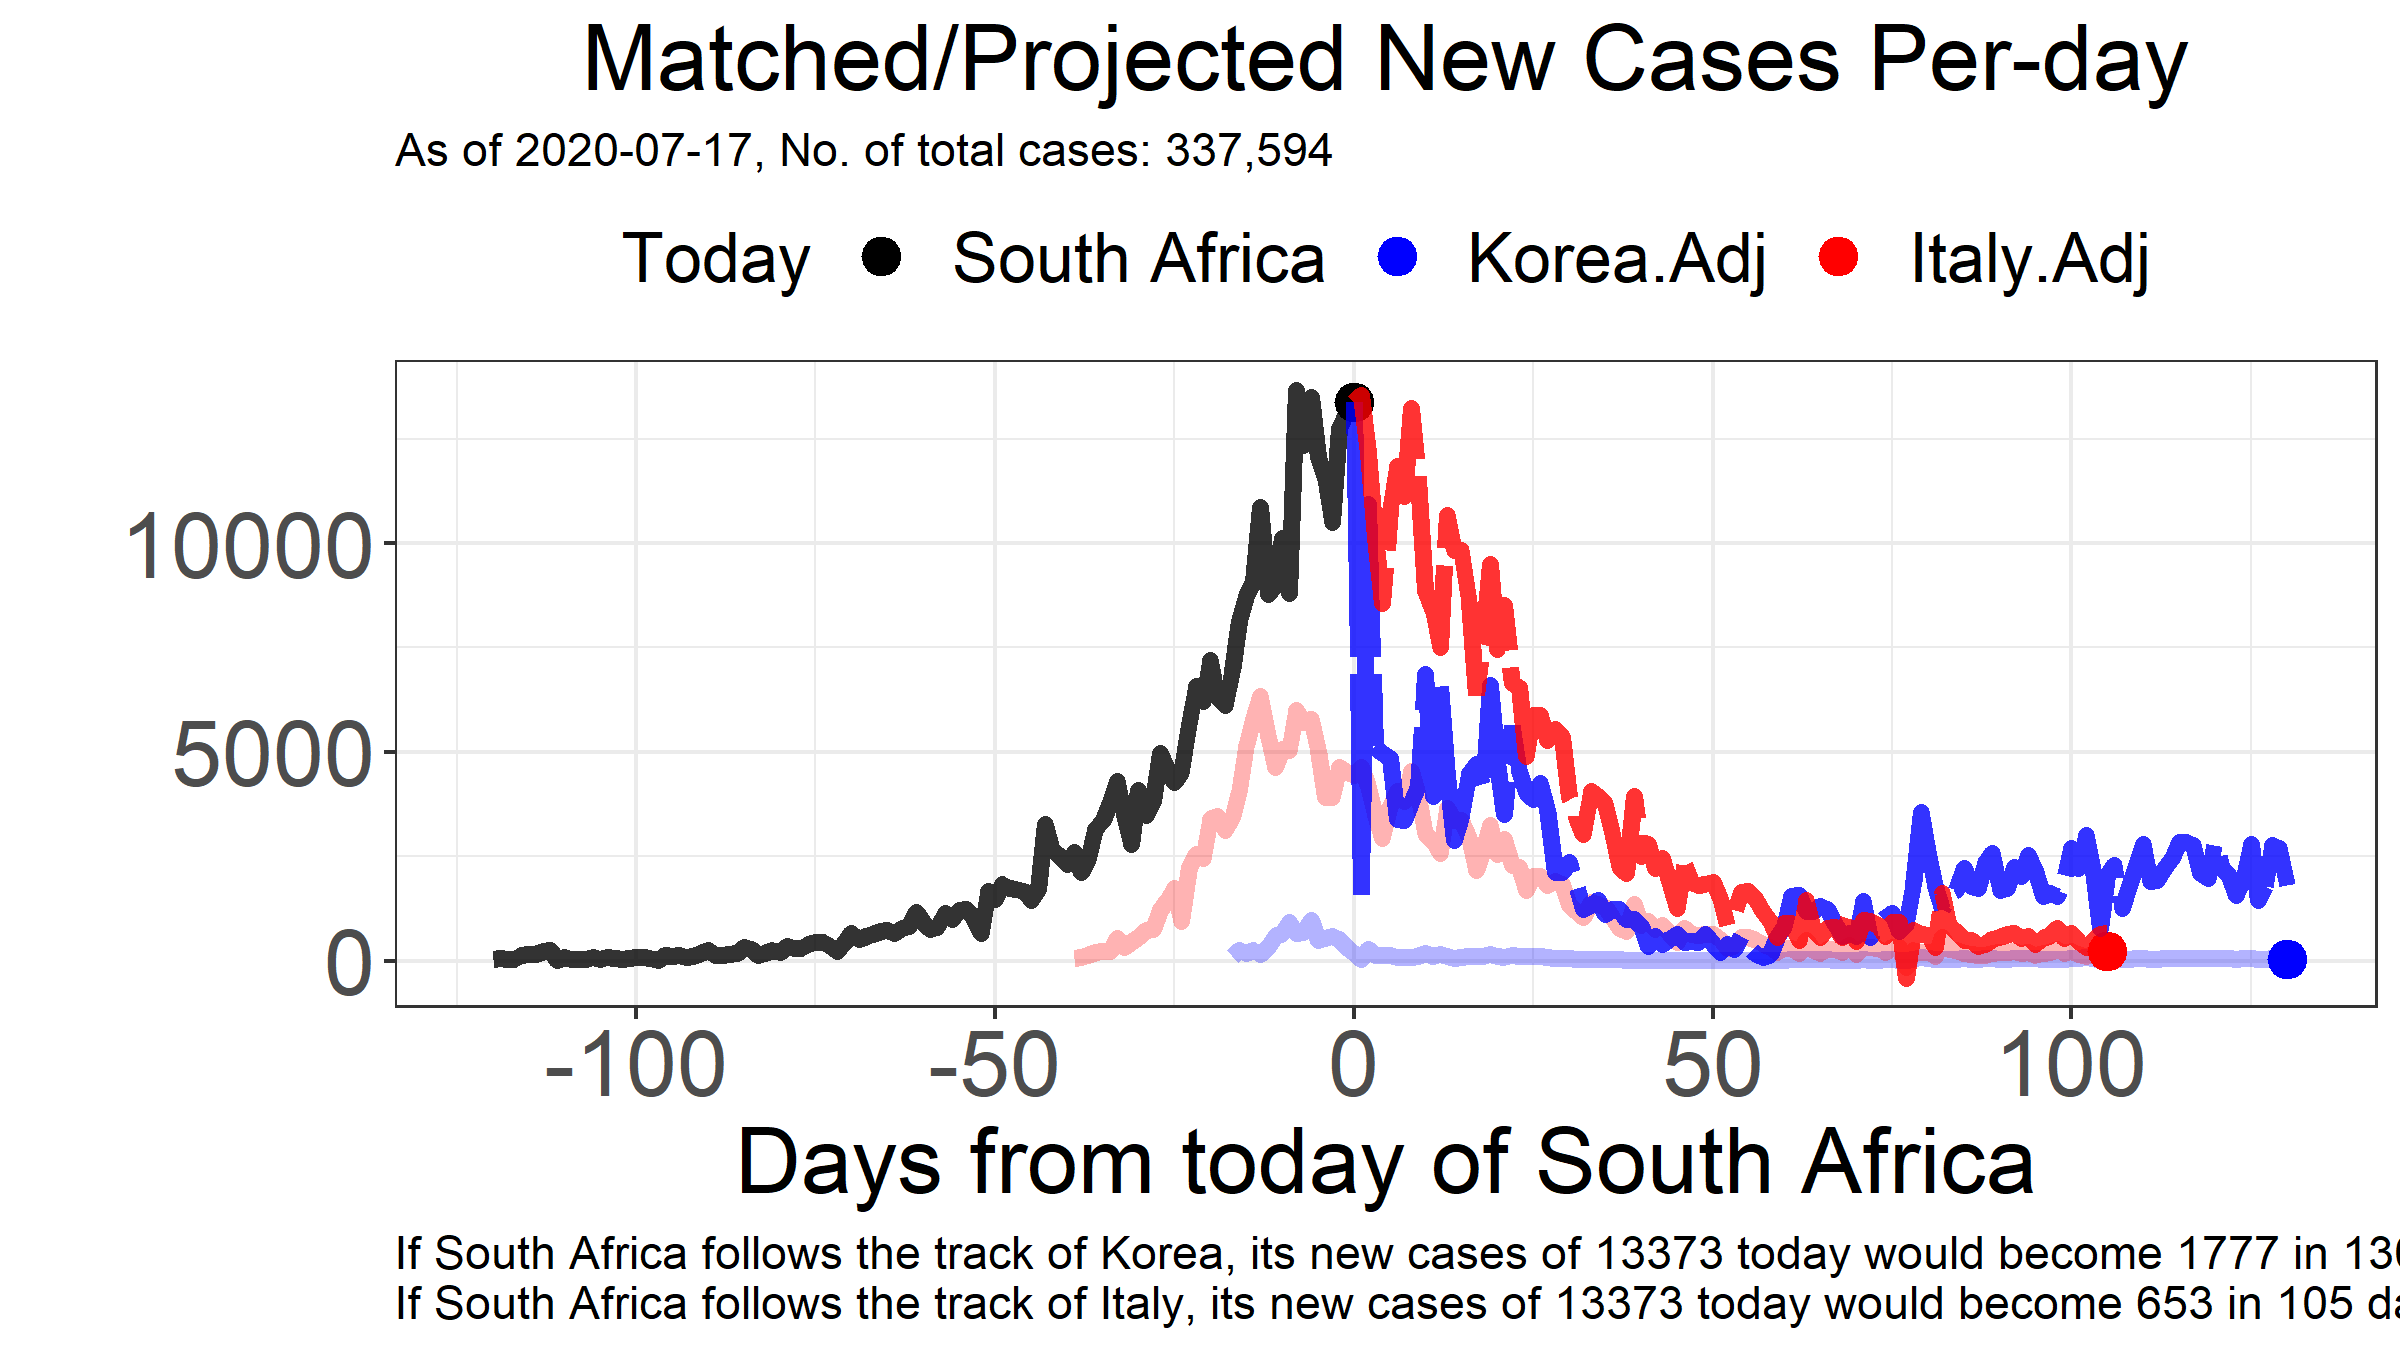 Matched/Projected New Cases Per-day
As of 2020-07-17, No. of total cases: 337,594
Today South Africa Korea.Adj Italy.Adj
10000
5000
0
-100 -50 0 50 100
Days from today of South Africa
If South Africa follows the track of Korea, its new cases of 13373 today would become 1777 in
If South Africa follows the track of Italy, its new cases of 13373 today would become 653 in 105